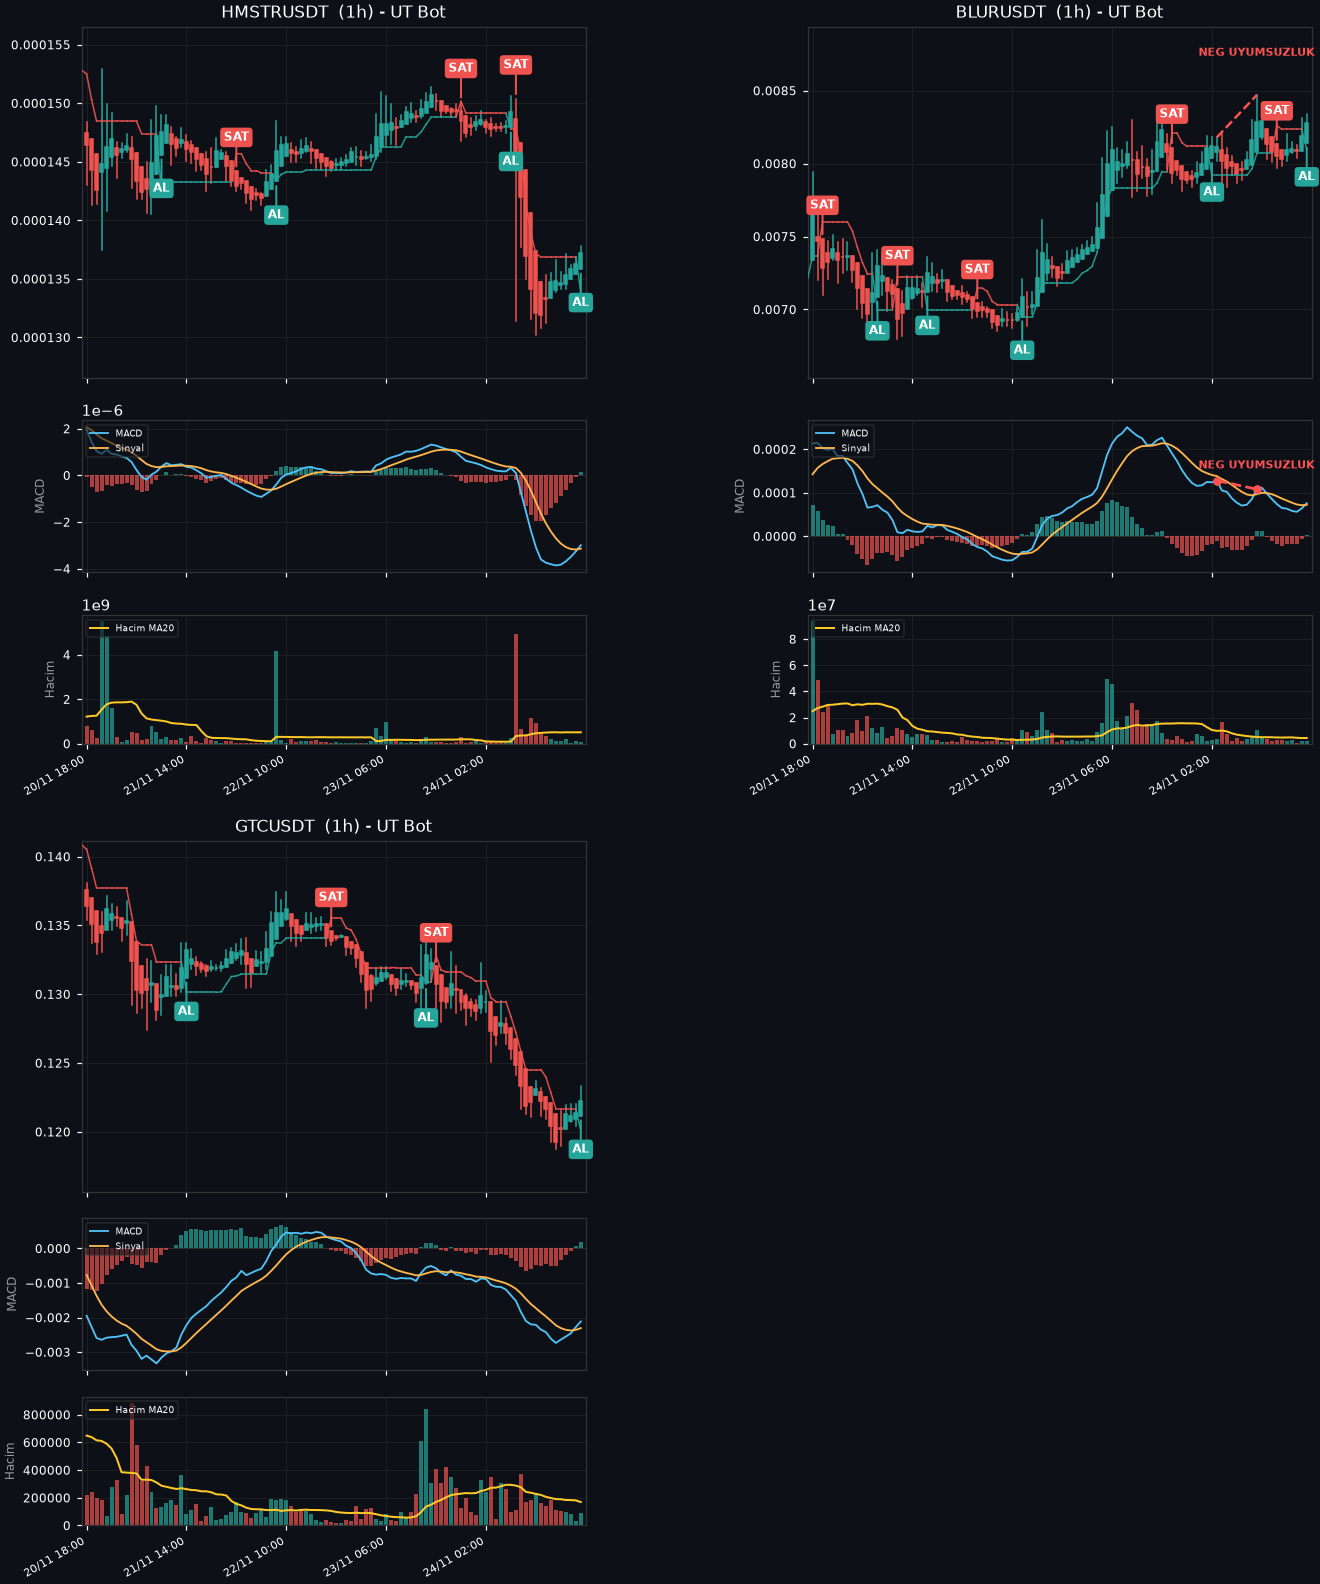 HMSTRUSDT  (1h) - UT Bot
0.000155
0.000150
0.000145
0.000140
0.000135
0.000130
SAT
SAT
SAT
AL
AL
AL
AL
1e−6
MACD
Sinyal
2
0
−2
−4
MACD
1e9
Hacim MA20
4
2
0
Hacim
20/11 18:00
21/11 14:00
22/11 10:00
23/11 06:00
24/11 02:00
BLURUSDT  (1h) - UT Bot
NEG UYUMSUZLUK
0.0085
0.0080
0.0075
0.0070
SAT
SAT
SAT
SAT
SAT
AL
AL
AL
AL
AL
MACD
Sinyal
NEG UYUMSUZLUK
0.0002
0.0001
0.0000
MACD
1e7
Hacim MA20
8
6
4
2
0
Hacim
20/11 18:00
21/11 14:00
22/11 10:00
23/11 06:00
24/11 02:00
GTCUSDT  (1h) - UT Bot
0.140
0.135
0.130
0.125
0.120
SAT
SAT
AL
AL
AL
MACD
Sinyal
0.000
−0.001
−0.002
−0.003
MACD
Hacim MA20
800000
600000
400000
200000
0
Hacim
20/11 18:00
21/11 14:00
22/11 10:00
23/11 06:00
24/11 02:00